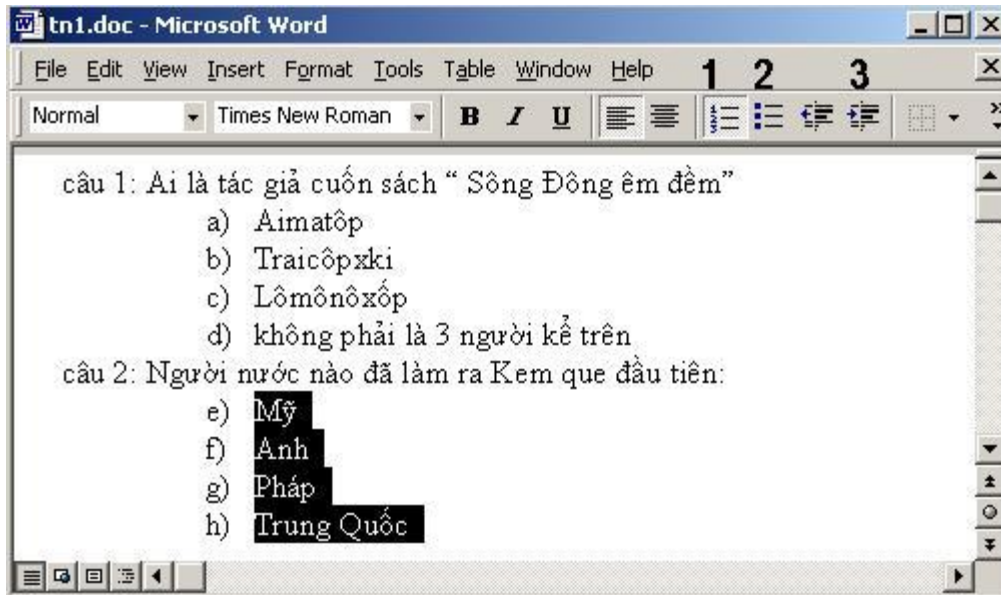 tn1.doc - Microsoft Word
File Edit View Insert Format Tools Table Window Help 1 2 3
Normal Times New Roman B I U
câu 1: Ai là tác giả cuốn sách “ Sông Đông êm đềm”
a) Aimatôp
b) Traicôpxki
c) Lômônôxốp
d) không phải là 3 người kể trên
câu 2: Người nước nào đã làm ra Kem que đầu tiên:
e) Mỹ
f) Anh
g) Pháp
h) Trung Quốc